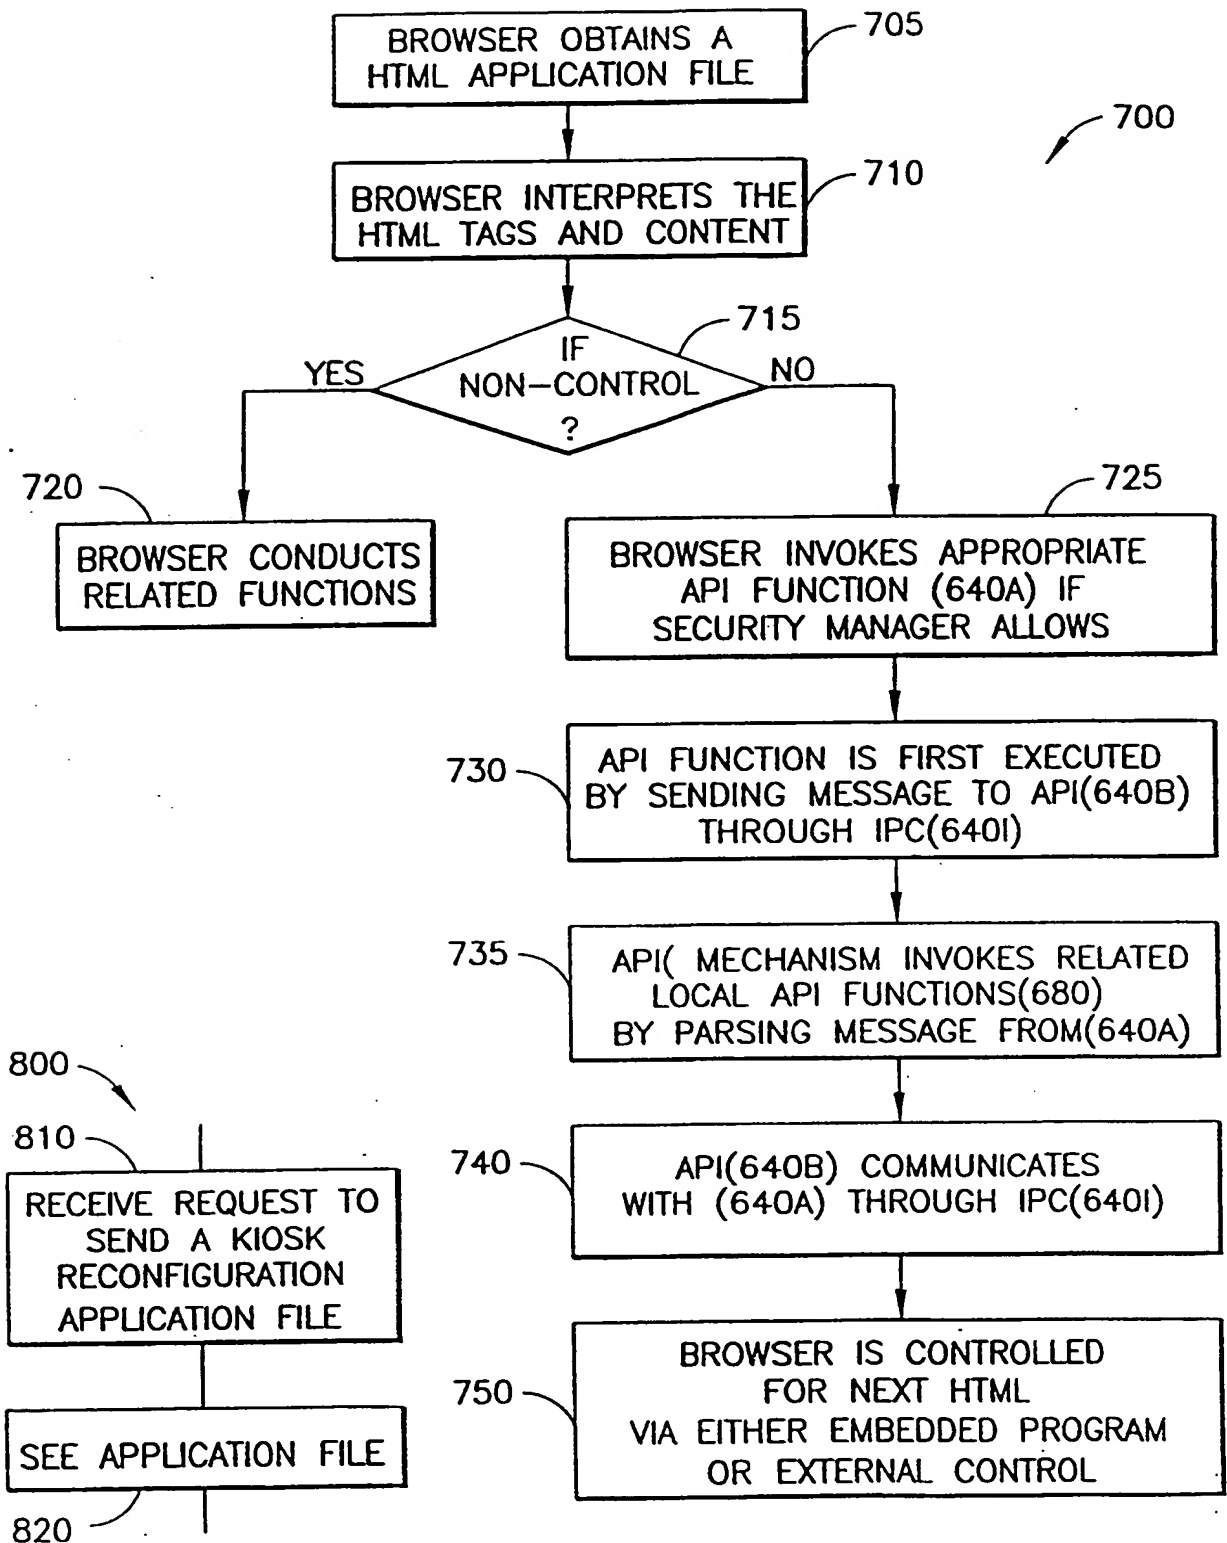 705
BROWSER OBTAINS A
HTML APPLICATION FILE
700
710
BROWSER INTERPRETS THE
HTML TAGS AND CONTENT
715
IF
NON-CONTROL
?
YES
NO
720
BROWSER CONDUCTS
RELATED FUNCTIONS
725
BROWSER INVOKES APPROPRIATE
API FUNCTION (640A) IF
SECURITY MANAGER ALLOWS
730
API FUNCTION IS FIRST EXECUTED
BY SENDING MESSAGE TO API(640B)
THROUGH IPC(640I)
735
API( MECHANISM INVOKES RELATED
LOCAL API FUNCTIONS(680)
BY PARSING MESSAGE FROM(640A)
740
API(640B) COMMUNICATES
WITH (640A) THROUGH IPC(640I)
750
BROWSER IS CONTROLLED
FOR NEXT HTML
VIA EITHER EMBEDDED PROGRAM
OR EXTERNAL CONTROL
800
810
RECEIVE REQUEST TO
SEND A KIOSK
RECONFIGURATION
APPLICATION FILE
SEE APPLICATION FILE
820